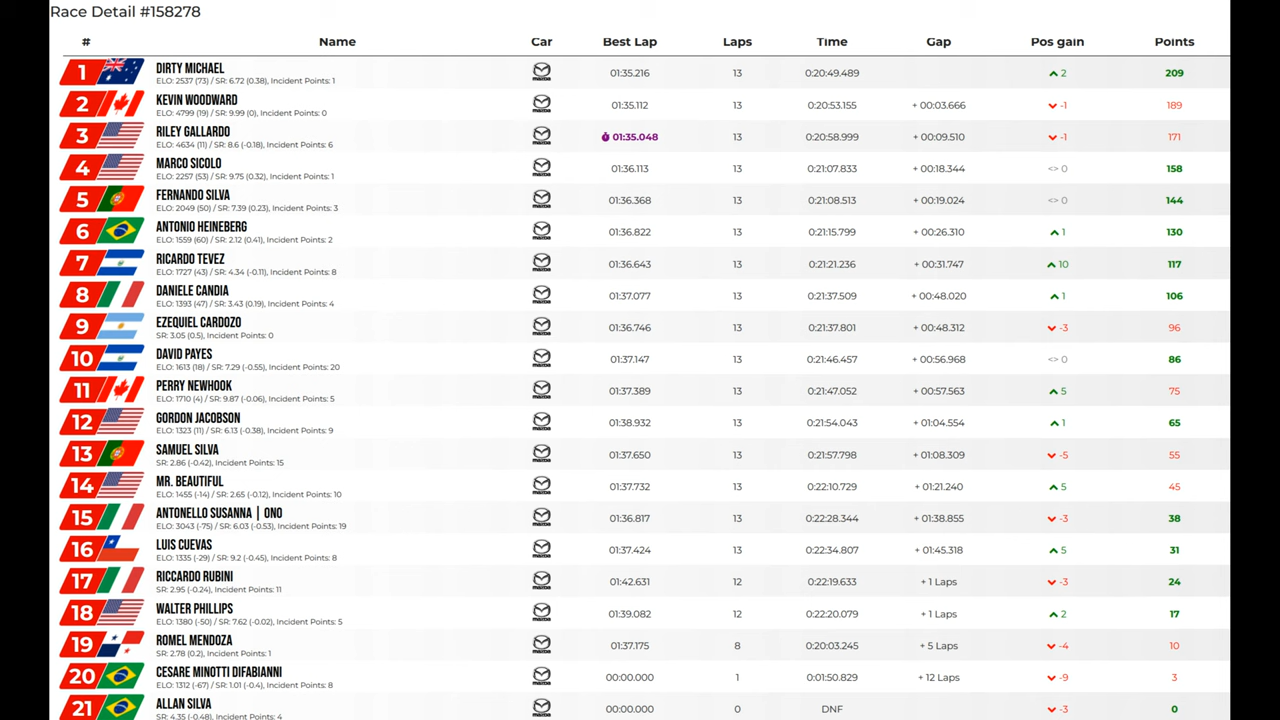 Race Detail #158278
# Name Car Best Lap Laps Time Gap Pos gain Points
1 DIRTY MICHAEL 01:35.216 13 0:20:49.489 2 209
ELO: 2537 (73) / SR: 6.72 (0.38), Incident Points: 1
2 KEVIN WOODWARD 01:35.112 13 0:20:53.155 + 00:03.666 -1 189
ELO: 4799 (19) / SR: 9.99 (0), Incident Points: 0
3 RILEY GALLARDO 01:35.048 13 0:20:58.999 + 00:09.510 -1 171
ELO: 4634 (11) / SR: 8.6 (-0.18), Incident Points: 6
4 MARCO SICOLO 01:36.113 13 0:21:07.833 + 00:18.344 <> 0 158
ELO: 2257 (53) / SR: 9.75 (0.32), Incident Points: 1
5 FERNANDO SILVA 13 0:21:08.513 + 00:19.024 <> 0 144
ELO: 2049 (50) / SR: 7.39 (0.23), Incident Points: 3
6 ANTONIO HEINEBERG 01:36.822 13 0:21:15.799 + 00:26.310 1 130
ELO: 1559 (60) / SR: 2.12 (0.41), Incident Points: 2
7 RICARDO TEVEZ 01:36.643 13 0:21:21.236 + 00:31.747 10 117
ELO: 1727 (43) / SR: 4.34 (-0.11), Incident Points: 8
8 DANIELE CANDIA 01:37.077 13 0:21:37.509 + 00:48.020 1 106
ELO: 1393 (47) / SR: 3.43 (0.19), Incident Points: 4
9 EZEQUIEL CARDOZO 01:36.746 13 0:21:37.801 + 00:48.312 -3 96
SR: 3.05 (0.5), Incident Points: 0
10 DAVID PAYES 01:37.147 13 0:21:46.457 + 00:56.968 <> 0 86
ELO: 1613 (18) / SR: 7.29 (-0.55), Incident Points: 20
11 PERRY NEWHOOK 01:37.389 13 0:21:47.052 + 00:57.563 5 75
ELO: 1710 (4) / SR: 9.87 (-0.06), Incident Points: 5
12 GORDON JACOBSON 13 0:21:54.043 + 01:04.554 1 65
ELO: 1323 (11) / SR: 6.13 (-0.38), Incident Points: 9
13 SAMUEL SILVA 01:37.650 13 0:21:57.798 + 01:08.309 -5 55
SR: 2.86 (-0.42), Incident Points: 15
14 MR. BEAUTIFUL 01:37.732 13 0:22:10.729 + 01:21.240 5 45
ELO: 1455 (-14) / SR: 2.65 (-0.12), Incident Points: 10
15 ANTONELLO SUSANNA | ONO 01:36.817 13 0:22:28.344 + 01:38.855 -3 38
ELO: 3043 (-75) / SR: 6.03 (-0.53), Incident Points: 19
16 LUIS CUEVAS 01:37.424 13 0:22:32.807 + 01:43.318 5 31
ELO: 1335 (-29) / SR: 9.2 (-0.45), Incident Points: 8
17 RICCARDO RUBINI 01:42.631 12 + 1 Laps -3 24
SR: 2.95 (-0.24), Incident Points: 11
18 WALTER PHILLIPS 01:39.082 12 + 1 Laps 2 17
ELO: 1380 (-50) / SR: 7.62 (-0.02), Incident Points: 5
19 ROMEL MENDOZA 01:37.175 8 + 5 Laps -4 10
SR: 2.78 (0.2), Incident Points: 1
20 CESARE MINOTTI DIFABIANNI 00:00.000 1 + 12 Laps -9 3
ELO: 1312 (-67) / SR: 1.01 (-0.4), Incident Points: 8
21 ALLAN SILVA 00:00.000 0 DNF -3 0
SR: 4.35 (-0.48), Incident Points: 4